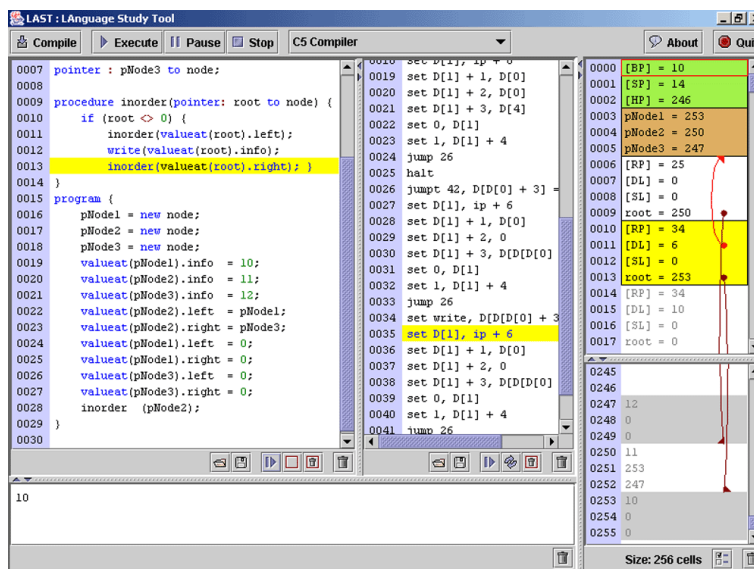 LAST : LAnguage Study Tool
Compile Execute Pause Stop C5 Compiler About Qui
0007 pointer : pNode3 to node;
0008
0009 procedure inorder(pointer: root to node) {
0010 if (root <> 0) {
0011 inorder(valueat(root).left);
0012 write(valueat(root).info);
0013 inorder(valueat(root).right); }
0014 }
0015 program {
0016 pNode1 = new node;
0017 pNode2 = new node;
0018 pNode3 = new node;
0019 valueat(pNode1).info = 10;
0020 valueat(pNode2).info = 11;
0021 valueat(pNode3).info = 12;
0022 valueat(pNode2).left = pNode1;
0023 valueat(pNode2).right = pNode3;
0024 valueat(pNode1).left = 0;
0025 valueat(pNode1).right = 0;
0026 valueat(pNode3).left = 0;
0027 valueat(pNode3).right = 0;
0028 inorder (pNode2);
0029 }
0030
0018 set D[1], ip + 6
0019 set D[1] + 1, D[0]
0020 set D[1] + 2, D[0]
0021 set D[1] + 3, D[4]
0022 set 0, D[1]
0023 set 1, D[1] + 4
0024 jump 26
0025 halt
0026 jumpt 42, D[D[0] + 3] =
0027 set D[1], ip + 6
0028 set D[1] + 1, D[0]
0029 set D[1] + 2, 0
0030 set D[1] + 3, D[D[D[0]
0031 set 0, D[1]
0032 set 1, D[1] + 4
0033 jump 26
0034 set write, D[D[D[0] + 3
0035 set D[1], ip + 6
0036 set D[1] + 1, D[0]
0037 set D[1] + 2, 0
0038 set D[1] + 3, D[D[D[0]
0039 set 0, D[1]
0040 set 1, D[1] + 4
0041 jump 26
0000 [BP] = 10
0001 [SP] = 14
0002 [HP] = 246
0003 pNode1 = 253
0004 pNode2 = 250
0005 pNode3 = 247
0006 [RP] = 25
0007 [DL] = 0
0008 [SL] = 0
0009 root = 250
0010 [RP] = 34
0011 [DL] = 6
0012 [SL] = 0
0013 root = 253
0014 [RP] = 34
0015 [DL] = 10
0016 [SL] = 0
0017 root = 0
0245
0246
0247 12
0248 0
0249 0
0250 11
0251 253
0252 247
0253 10
0254 0
0255 0
10
Size: 256 cells